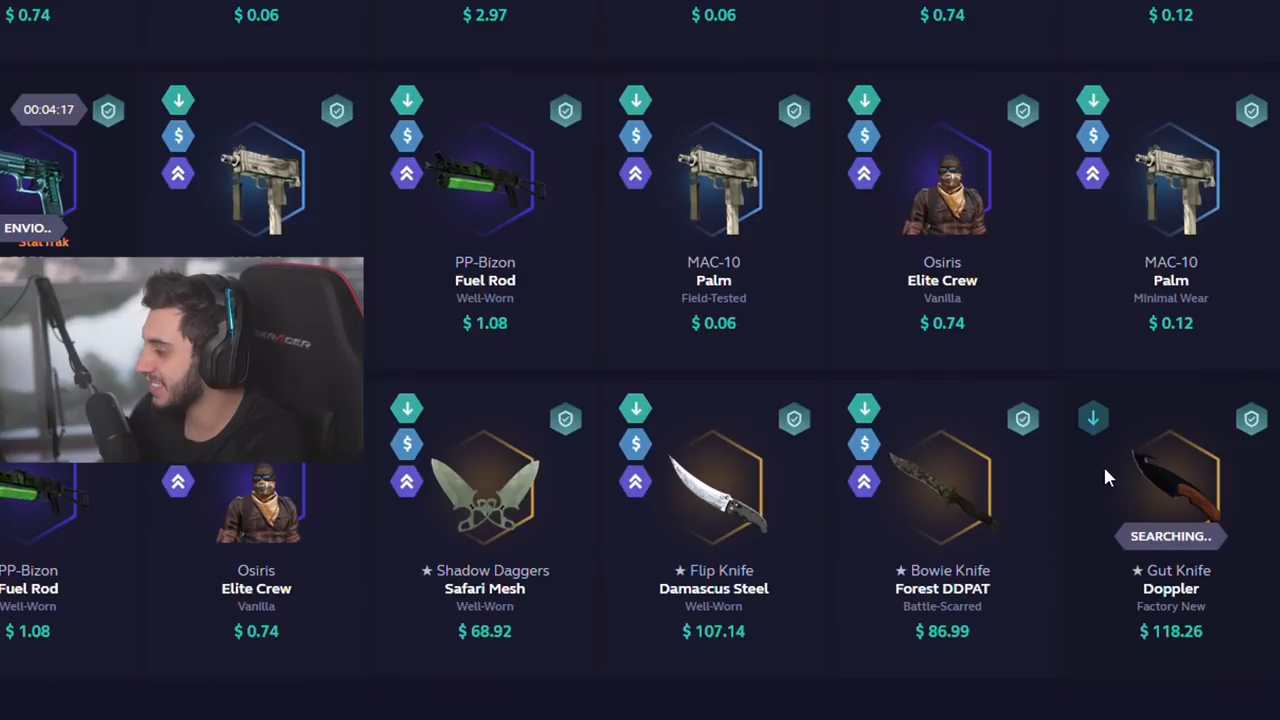 $ 0.74
$ 0.06
$ 2.97
$ 0.06
$ 0.74
$ 0.12
00:04:17
ENVIO..
StatTrak
PP-Bizon
Fuel Rod
Well-Worn
$ 1.08
MAC-10
Palm
Field-Tested
$ 0.06
Osiris
Elite Crew
Vanilla
$ 0.74
MAC-10
Palm
Minimal Wear
$ 0.12
PP-Bizon
Fuel Rod
Well-Worn
$ 1.08
Osiris
Elite Crew
Vanilla
$ 0.74
★ Shadow Daggers
Safari Mesh
Well-Worn
$ 68.92
★ Flip Knife
Damascus Steel
Well-Worn
$ 107.14
★ Bowie Knife
Forest DDPAT
Battle-Scarred
$ 86.99
SEARCHING..
★ Gut Knife
Doppler
Factory New
$ 118.26